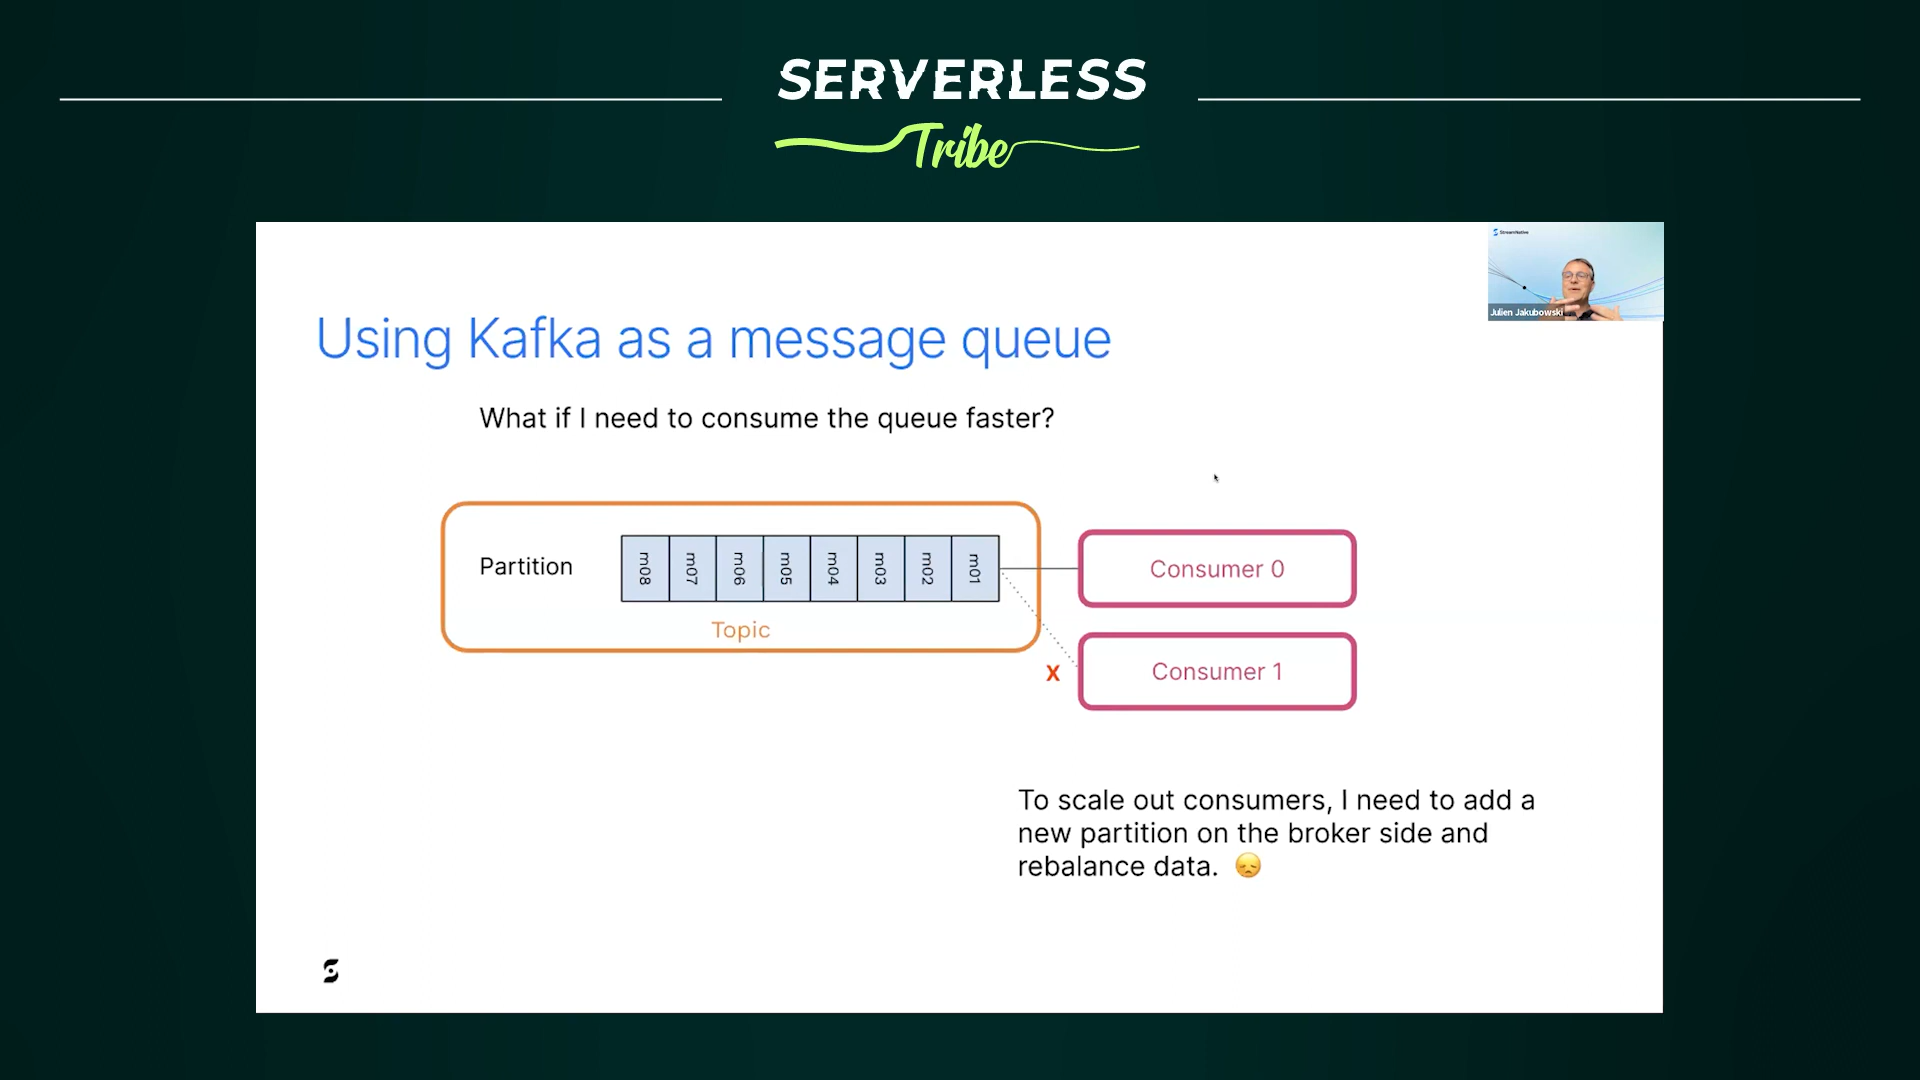 SERVERLESS
Tribe
StreamNative
Julien Jakubowski
Using Kafka as a message queue
What if I need to consume the queue faster?
Partition
m08 m07 m06 m05 m04 m03 m02 m01
Topic
Consumer 0
X
Consumer 1
To scale out consumers, I need to add a
new partition on the broker side and
rebalance data. 😞